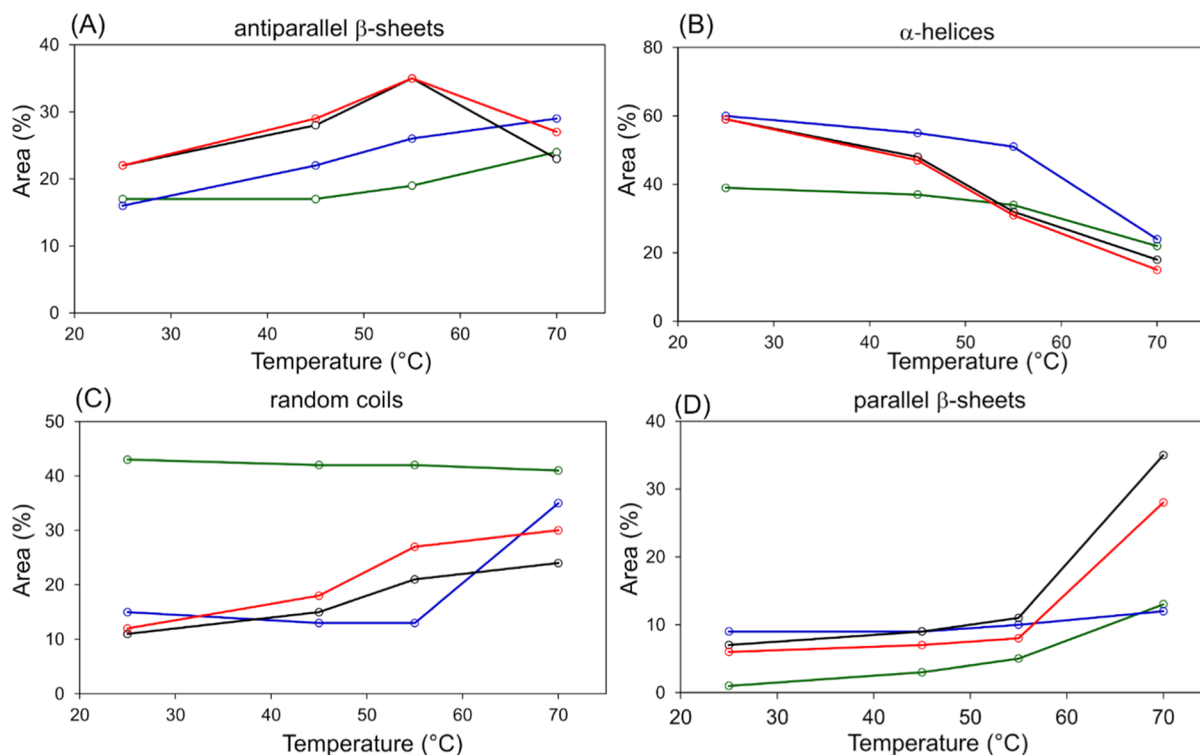 (A) antiparallel β-sheets
40
30
20
10
0
Area (%)
20 30 40 50 60 70
Temperature (°C)
(B) α-helices
80
60
40
20
0
Area (%)
20 30 40 50 60 70
Temperature (°C)
(C) random coils
50
40
30
20
10
0
Area (%)
20 30 40 50 60 70
Temperature (°C)
(D) parallel β-sheets
40
30
20
10
0
Area (%)
20 30 40 50 60 70
Temperature (°C)